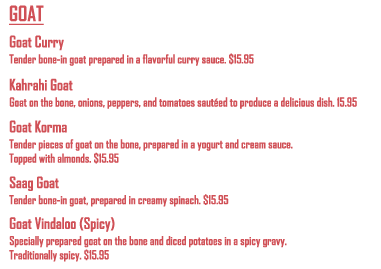 GOAT
Goat Curry
Tender bone-in goat prepared in a flavorful curry sauce. $15.95
Kahrahi Goat
Goat on the bone, onions, peppers, and tomatoes sautéed to produce a delicious dish. 15.95
Goat Korma
Tender pieces of goat on the bone, prepared in a yogurt and cream sauce.
Topped with almonds. $15.95
Saag Goat
Tender bone-in goat, prepared in creamy spinach. $15.95
Goat Vindaloo (Spicy)
Specially prepared goat on the bone and diced potatoes in a spicy gravy.
Traditionally spicy. $15.95